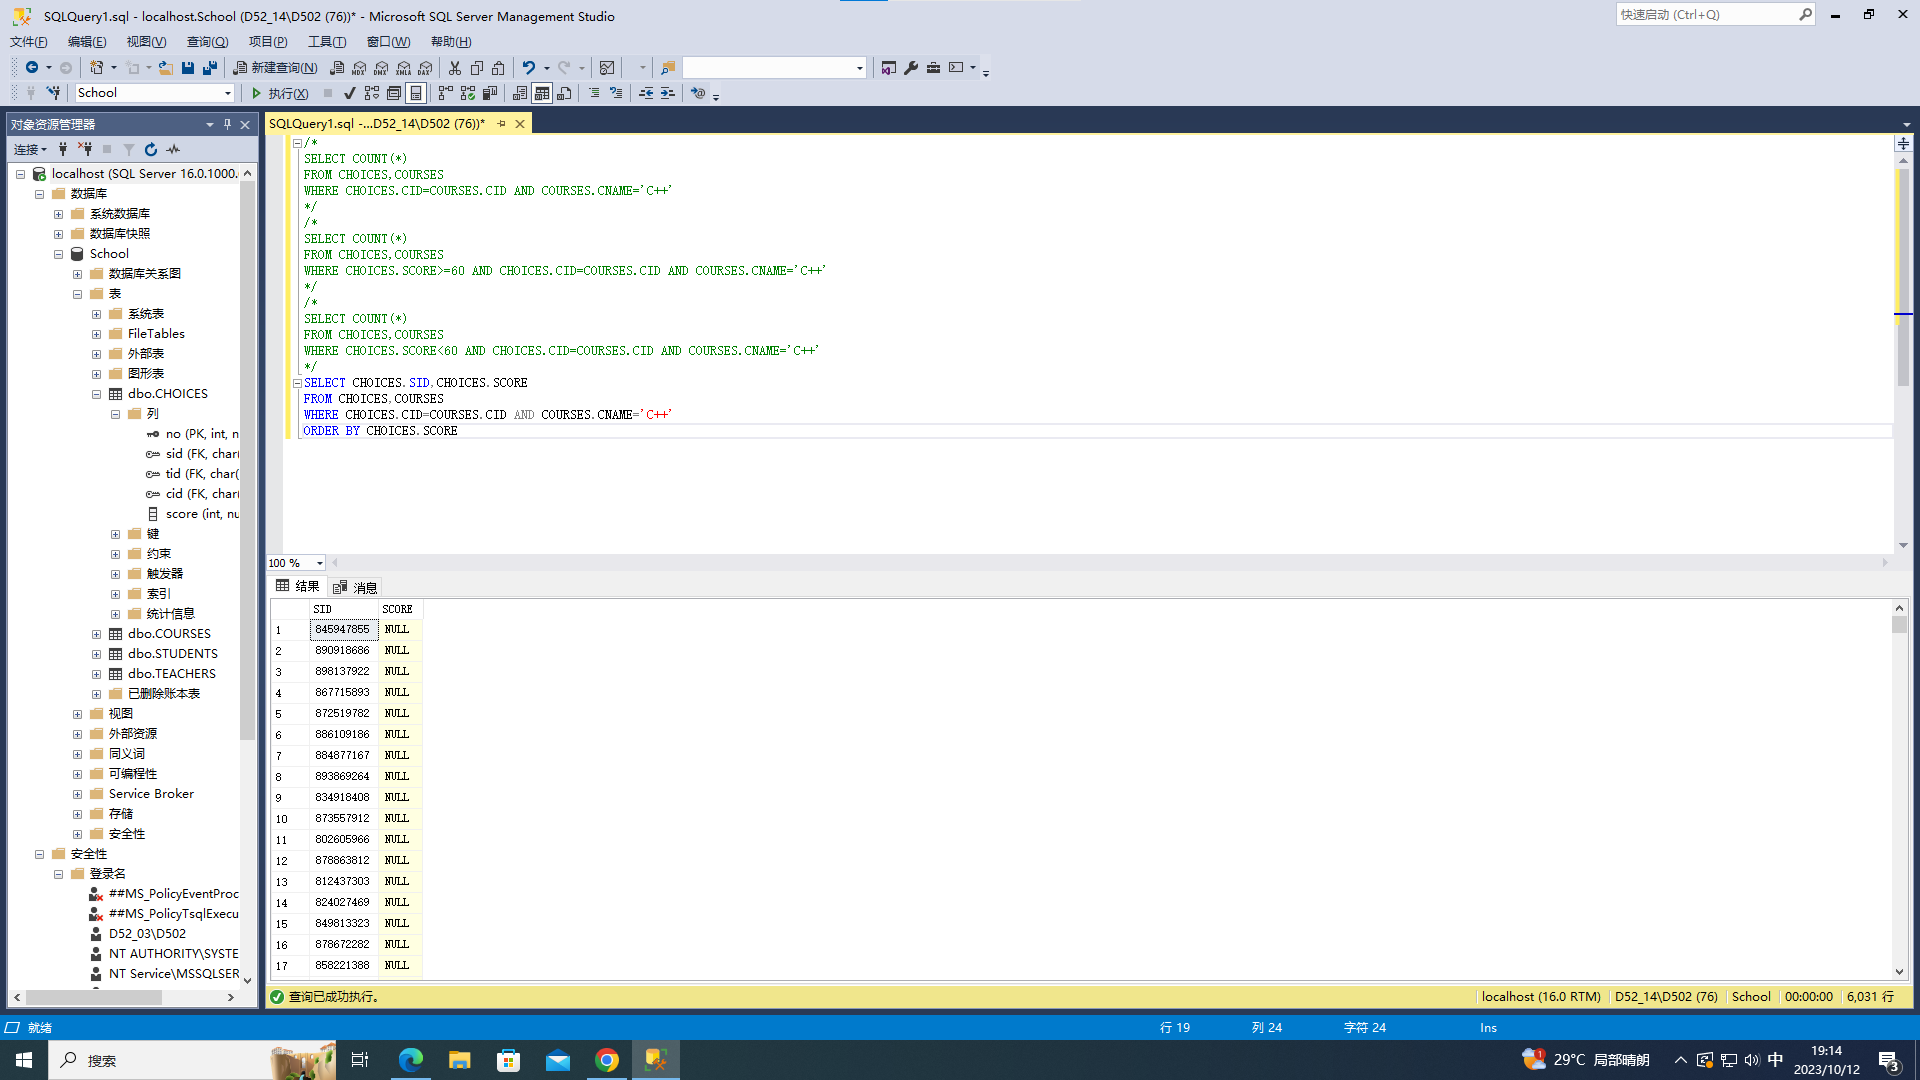 SQLQuery1.sql - localhost.School (D52_14\D502 (76))* - Microsoft SQL Server Management Studio
快速启动 (Ctrl+Q)
文件(F) 编辑(E) 视图(V) 查询(Q) 项目(P) 工具(T) 窗口(W) 帮助(H)
新建查询(N)
MDX DMX XMLA DAX
School
执行(X)
对象资源管理器
SQLQuery1.sql -...D52_14\D502 (76))*
连接
localhost (SQL Server 16.0.1000.
数据库
系统数据库
数据库快照
School
数据库关系图
表
系统表
FileTables
外部表
图形表
dbo.CHOICES
列
no (PK, int, n
sid (FK, char(
tid (FK, char(
cid (FK, char(
score (int, nu
键
约束
触发器
索引
统计信息
dbo.COURSES
dbo.STUDENTS
dbo.TEACHERS
已删除账本表
视图
外部资源
同义词
可编程性
Service Broker
存储
安全性
安全性
登录名
##MS_PolicyEventProc
##MS_PolicyTsqlExecu
D52_03\D502
NT AUTHORITY\SYSTE
NT Service\MSSQLSER
/*
SELECT COUNT(*)
FROM CHOICES,COURSES
WHERE CHOICES.CID=COURSES.CID AND COURSES.CNAME='C++'
*/
/*
SELECT COUNT(*)
FROM CHOICES,COURSES
WHERE CHOICES.SCORE>=60 AND CHOICES.CID=COURSES.CID AND COURSES.CNAME='C++'
*/
/*
SELECT COUNT(*)
FROM CHOICES,COURSES
WHERE CHOICES.SCORE<60 AND CHOICES.CID=COURSES.CID AND COURSES.CNAME='C++'
*/
SELECT CHOICES.SID,CHOICES.SCORE
FROM CHOICES,COURSES
WHERE CHOICES.CID=COURSES.CID AND COURSES.CNAME='C++'
ORDER BY CHOICES.SCORE
100 %
结果 消息
SID SCORE
1 845947855 NULL
2 890918686 NULL
3 898137922 NULL
4 867715893 NULL
5 872519782 NULL
6 886109186 NULL
7 884877167 NULL
8 893869264 NULL
9 834918408 NULL
10 873557912 NULL
11 802605966 NULL
12 878863812 NULL
13 812437303 NULL
14 824027469 NULL
15 849813323 NULL
16 878672282 NULL
17 858221388 NULL
查询已成功执行。
localhost (16.0 RTM) D52_14\D502 (76) School 00:00:00 6,031 行
就绪
行 19 列 24 字符 24 Ins
搜索
1
29°C 局部晴朗
中
19:14
2023/10/12
3